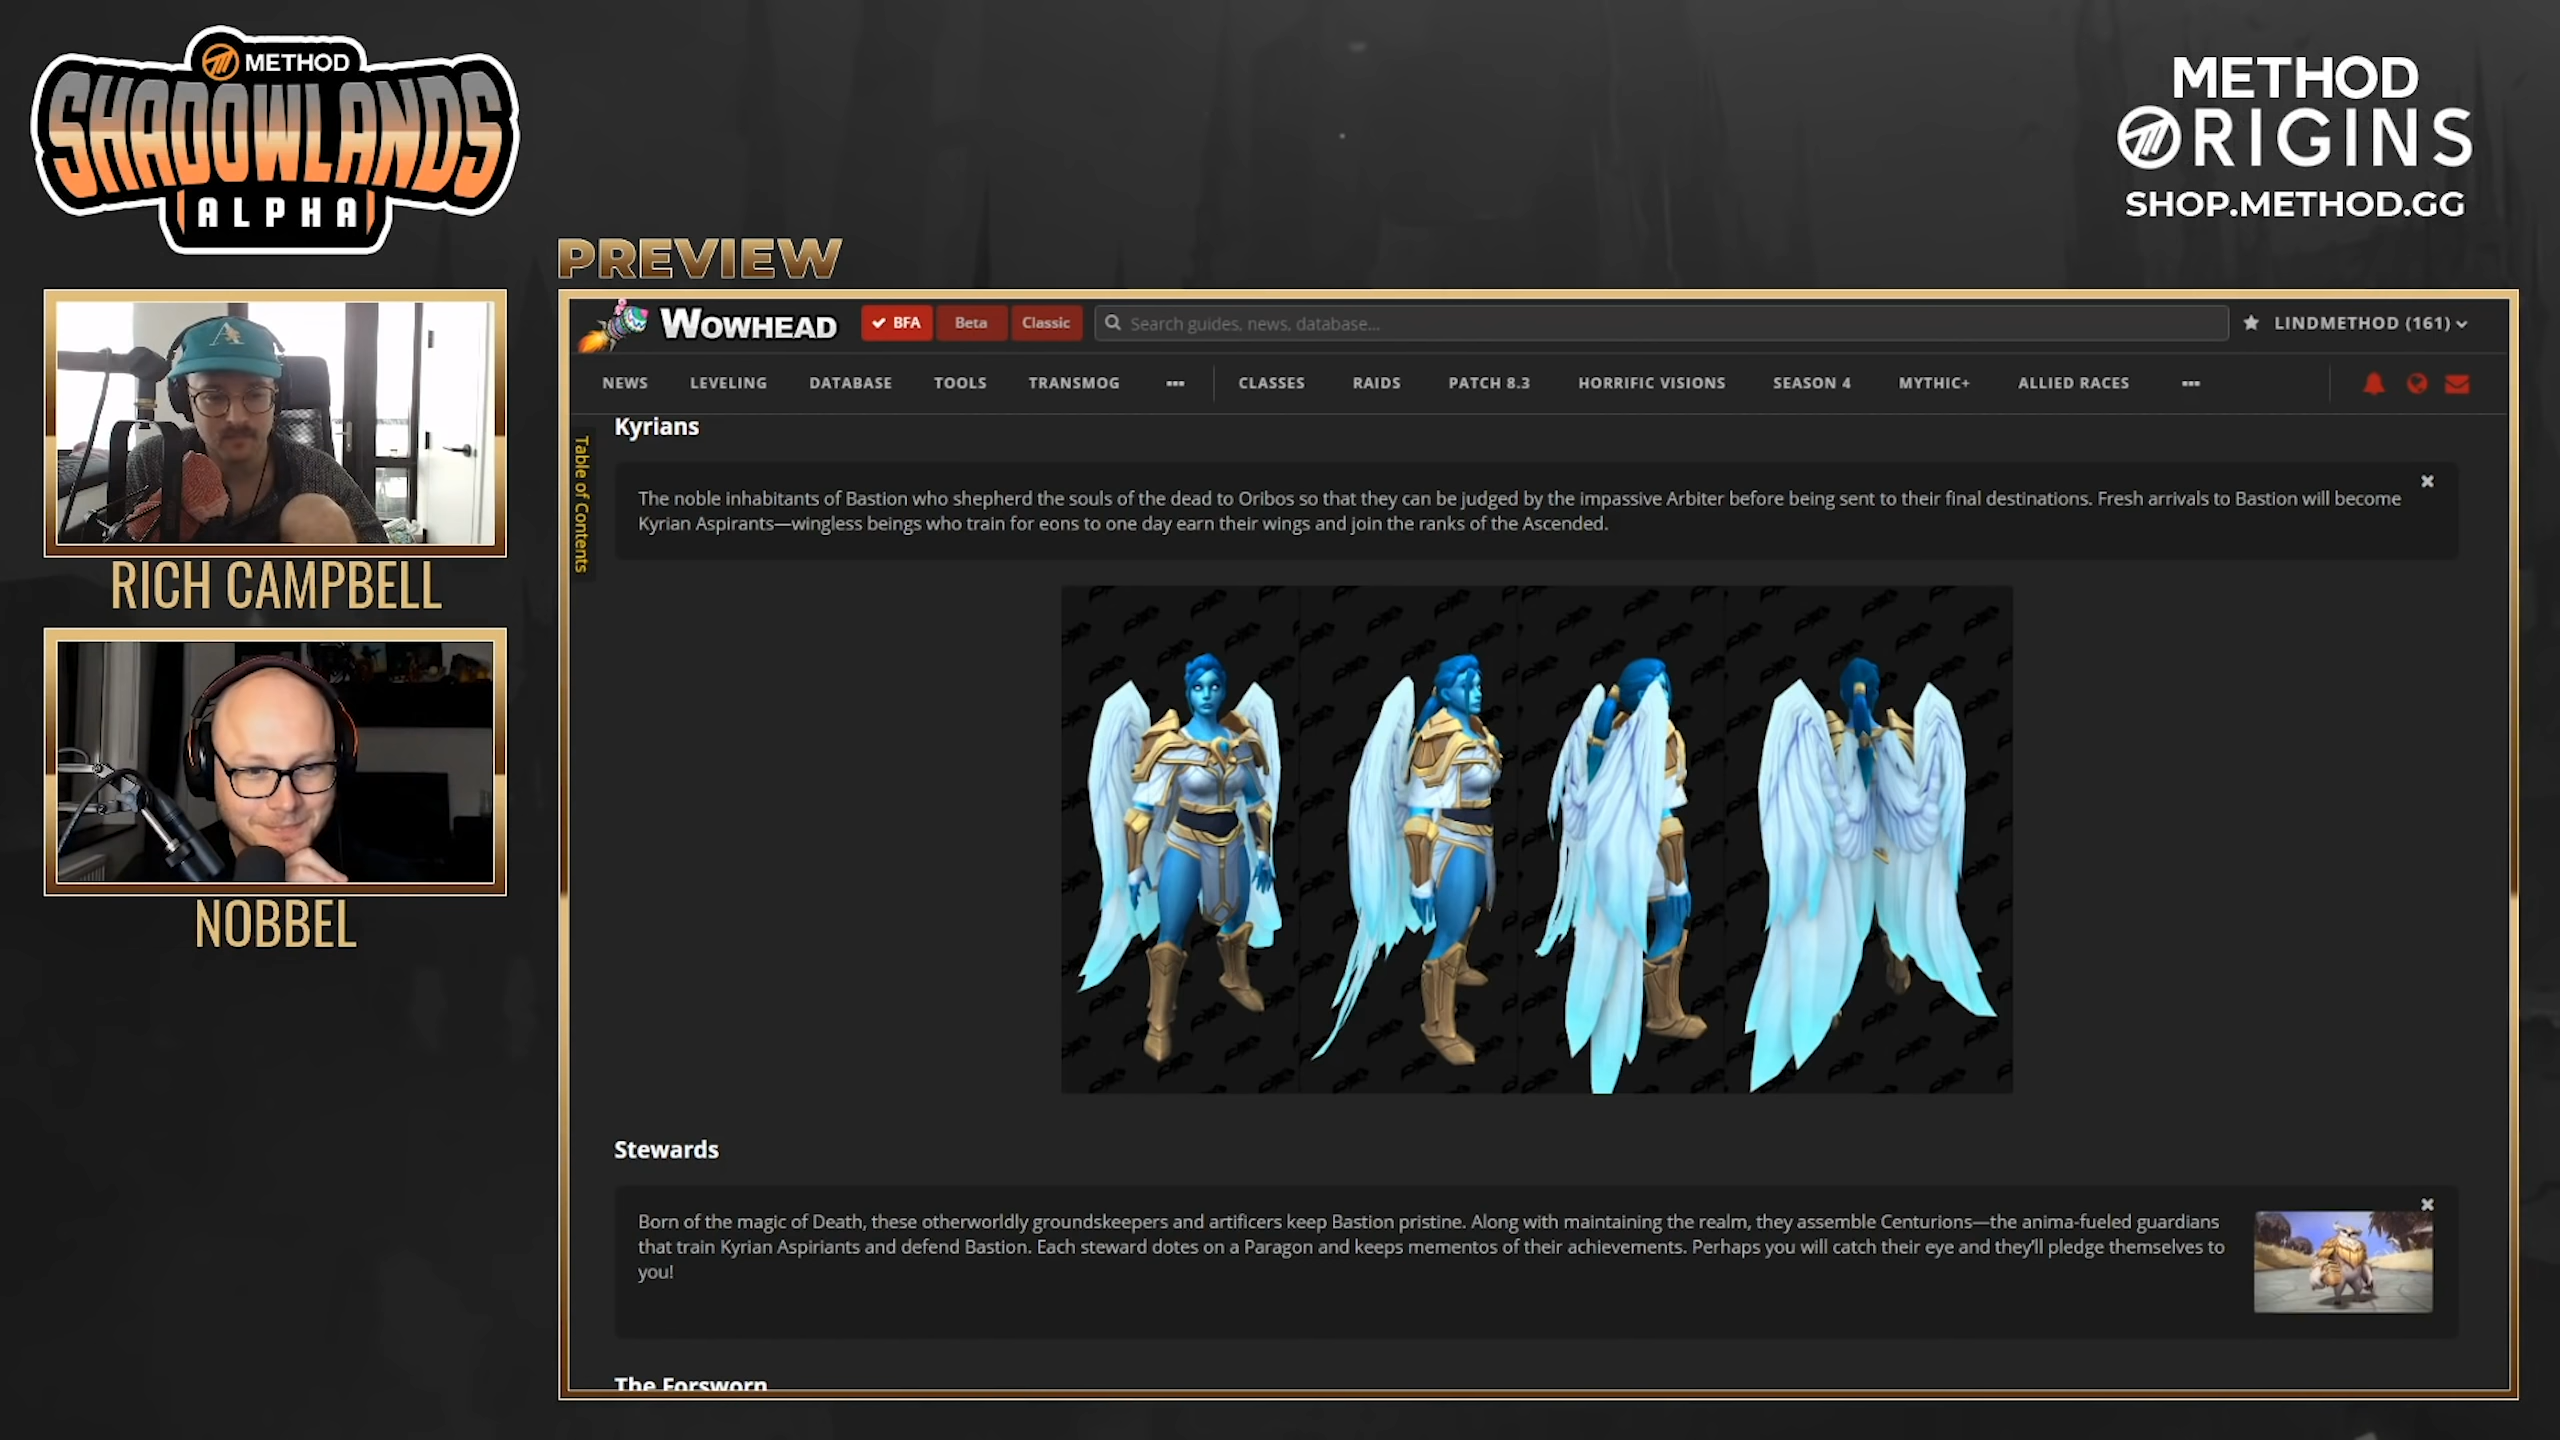 METHOD
SHADOWLANDS
ALPHA
METHOD
ORIGINS
SHOP.METHOD.GG
PREVIEW
RICH CAMPBELL
NOBBEL
WOWHEAD
BFA
Beta
Classic
Search guides, news, database...
LINDMETHOD (161)
NEWS
LEVELING
DATABASE
TOOLS
TRANSMOG
CLASSES
RAIDS
PATCH 8.3
HORRIFIC VISIONS
SEASON 4
MYTHIC+
ALLIED RACES
Table of Contents
Kyrians
The noble inhabitants of Bastion who shepherd the souls of the dead to Oribos so that they can be judged by the impassive Arbiter before being sent to their final destinations. Fresh arrivals to Bastion will become
Kyrian Aspirants—wingless beings who train for eons to one day earn their wings and join the ranks of the Ascended.
Stewards
Born of the magic of Death, these otherworldly groundskeepers and artificers keep Bastion pristine. Along with maintaining the realm, they assemble Centurions—the anima-fueled guardians
that train Kyrian Aspiriants and defend Bastion. Each steward dotes on a Paragon and keeps mementos of their achievements. Perhaps you will catch their eye and they'll pledge themselves to
you!
The Forsworn